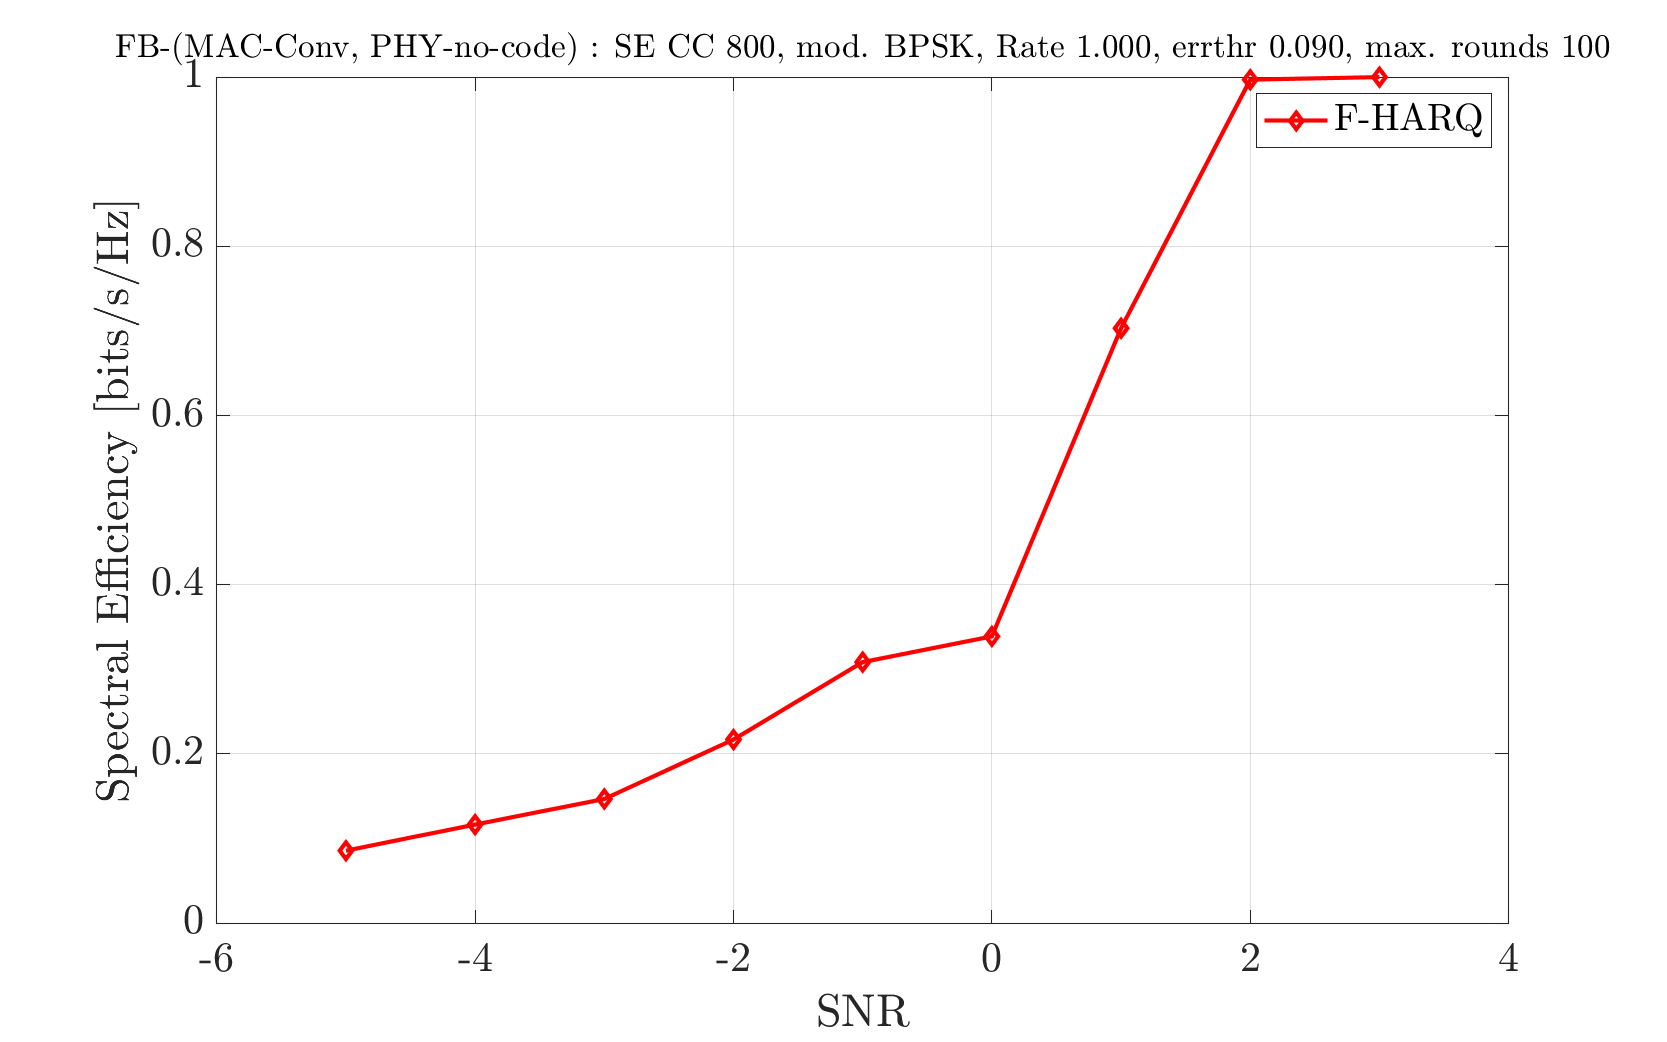 FB-(MAC-Conv, PHY-no-code) : SE CC 800, mod. BPSK, Rate 1.000, errthr 0.090, max. rounds 100
F-HARQ
Spectral Efficiency [bits/s/Hz]
1
0.8
0.6
0.4
0.2
0
-6 -4 -2 0 2 4
SNR